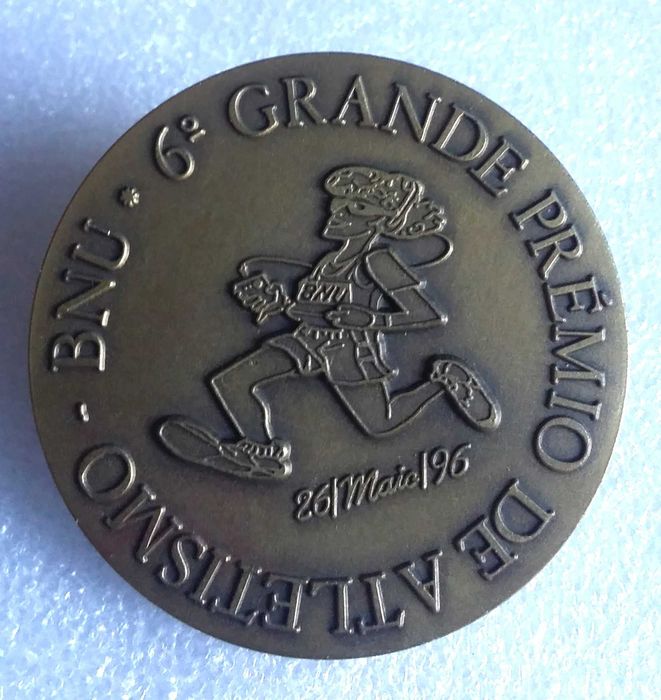 6º GRANDE PRÉMIO DE ATLETISMO - BNU *
BNU
26|Maio|96